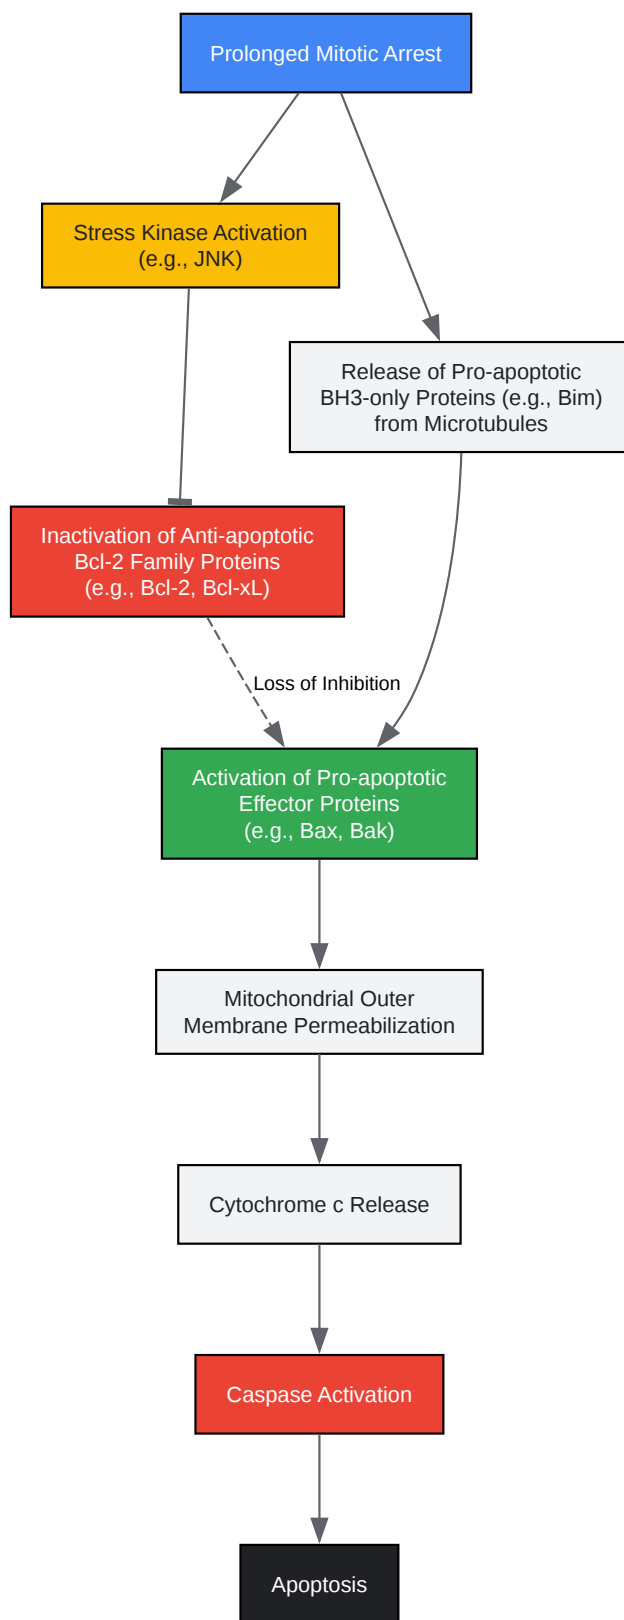 Prolonged Mitotic Arrest
Stress Kinase Activation
(e.g., JNK)
Release of Pro-apoptotic
BH3-only Proteins (e.g., Bim)
from Microtubules
Inactivation of Anti-apoptotic
Bcl-2 Family Proteins
(e.g., Bcl-2, Bcl-xL)
Loss of Inhibition
Activation of Pro-apoptotic
Effector Proteins
(e.g., Bax, Bak)
Mitochondrial Outer
Membrane Permeabilization
Cytochrome c Release
Caspase Activation
Apoptosis